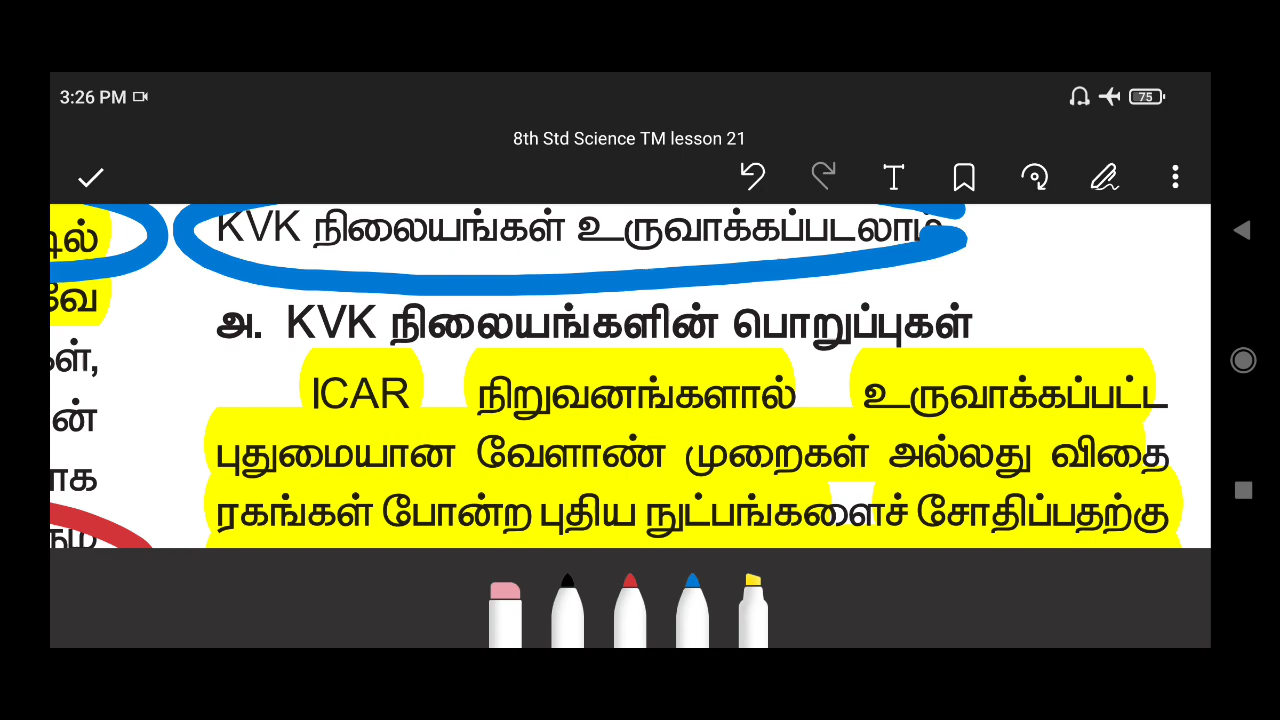 3:26 PM
75
8th Std Science TM lesson 21
KVK நிலையங்கள் உருவாக்கப்படலாம்
வே
அ. KVK நிலையங்களின் பொறுப்புகள்
ICAR நிறுவனங்களால் உருவாக்கப்பட்ட
புதுமையான வேளாண் முறைகள் அல்லது விதை
ரகங்கள் போன்ற புதிய நுட்பங்களைச் சோதிப்பதற்கு